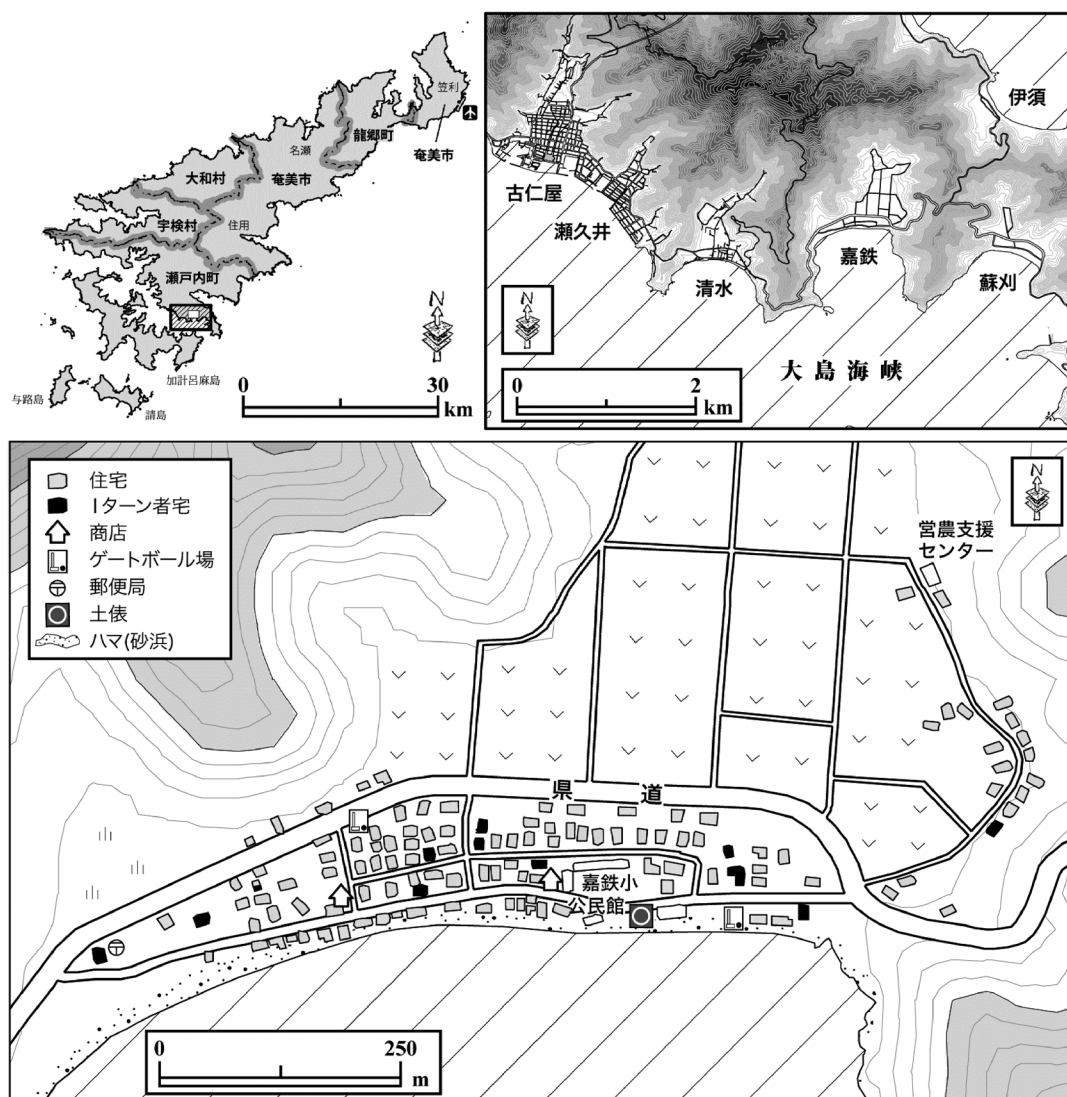 笠利
龍郷町
名瀬
奄美市
大和村
奄美市
宇検村
住用
瀬戸内町
加計呂麻島
与路島
請島
N
0 30
km
伊須
古仁屋
瀬久井
嘉鉄
清水
蘇刈
N
大島海峡
0 2
km
住宅
Iターン者宅
商店
ゲートボール場
郵便局
土俵
ハマ(砂浜)
N
営農支援
センター
県道
嘉鉄小
公民館
0 250
m